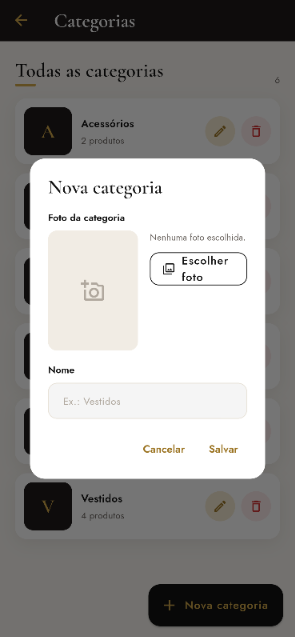 Categorias
Todas as categorias
6
A
Acessórios
2 produtos
Nova categoria
Foto da categoria
Nenhuma foto escolhida.
Escolher
foto
Nome
Ex.: Vestidos
Cancelar
Salvar
V
Vestidos
4 produtos
Nova categoria